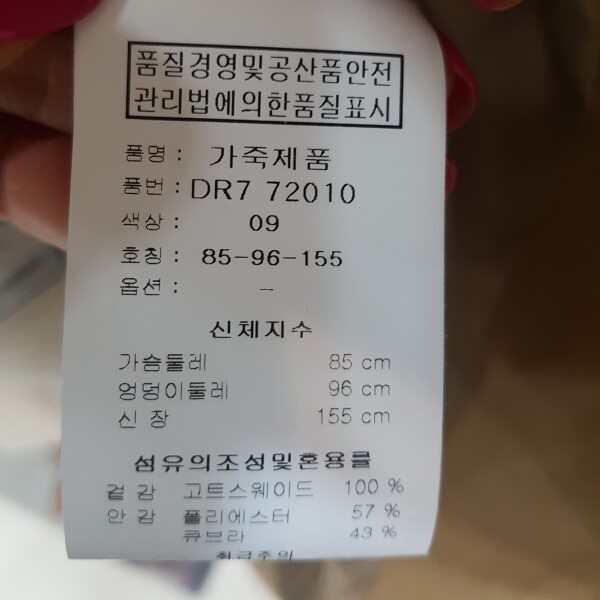 품질경영및공산품안전
관리법에의한품질표시
품명 : 가죽제품
품번 : DR7 72010
색상 : 09
호칭 : 85-96-155
옵션 : -
신체지수
가슴둘레 85 cm
엉덩이둘레 96 cm
신 장 155 cm
섬유의조성및혼용률
겉 감 고트스웨이드 100 %
안 감 폴리에스터 57 %
큐브라 43 %
취급주의